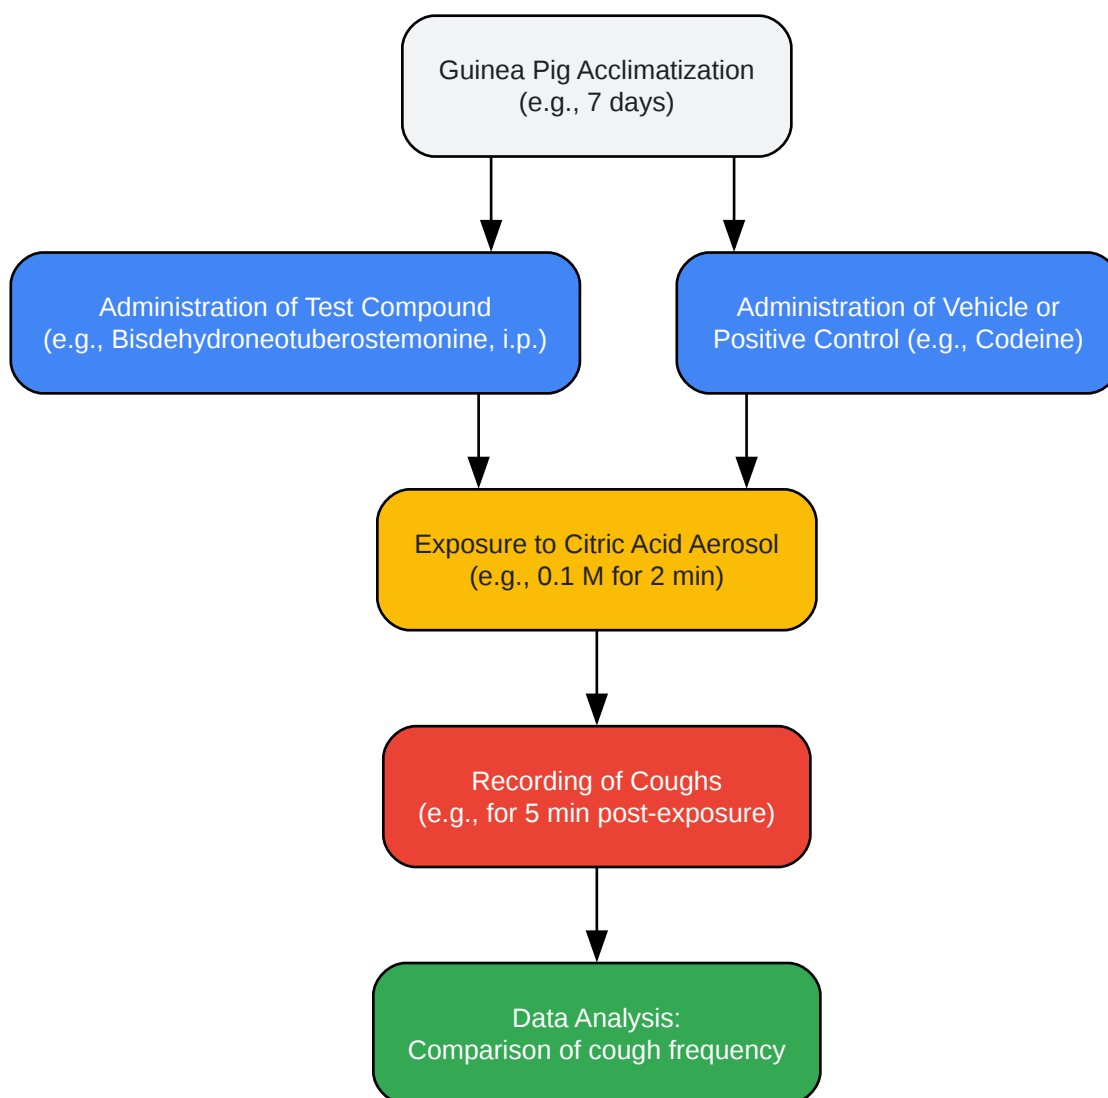 Guinea Pig Acclimatization
(e.g., 7 days)
Administration of Test Compound
(e.g., Bisdehydroneotuberostemonine, i.p.)
Administration of Vehicle or
Positive Control (e.g., Codeine)
Exposure to Citric Acid Aerosol
(e.g., 0.1 M for 2 min)
Recording of Coughs
(e.g., for 5 min post-exposure)
Data Analysis:
Comparison of cough frequency